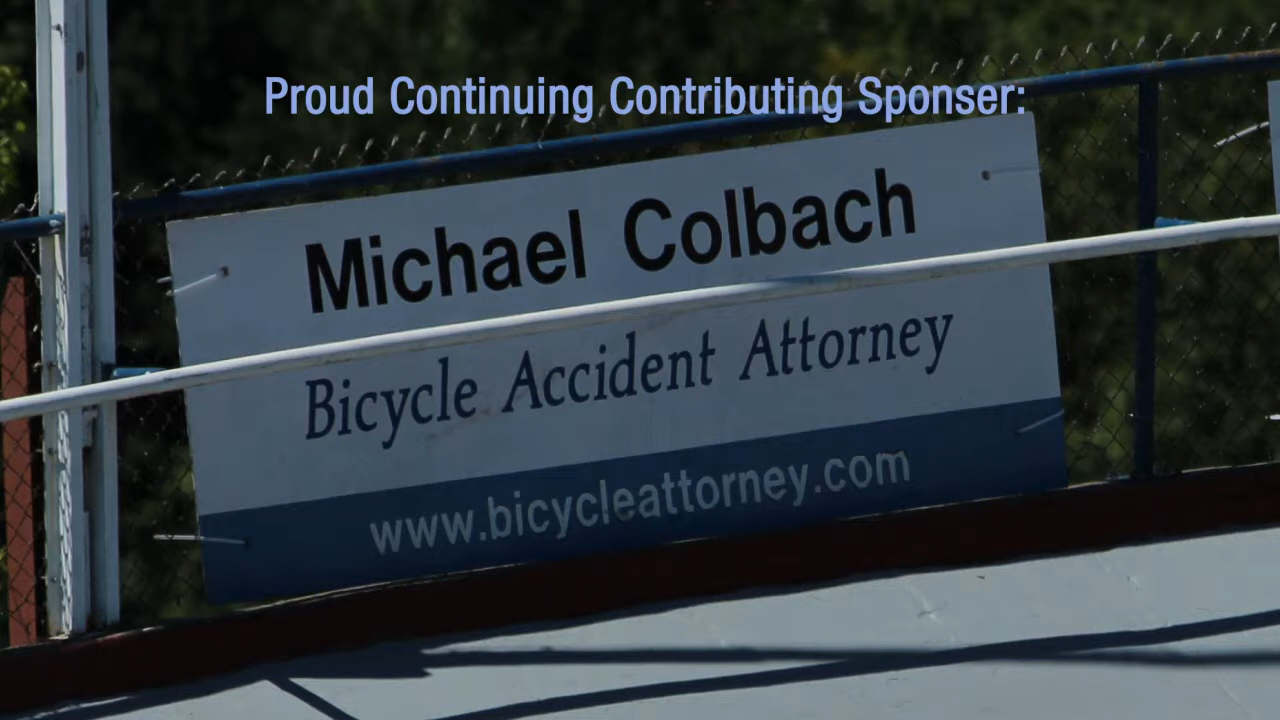 Proud Continuing Contributing Sponser:
Michael Colbach
Bicycle Accident Attorney
www.bicycleattorney.com